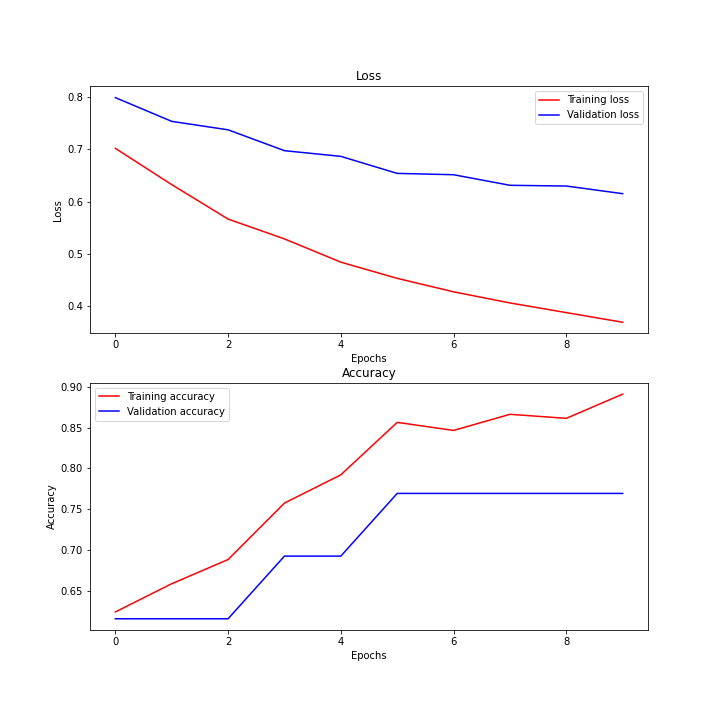 Loss
Training loss
Validation loss
0.8
0.7
0.6
0.5
0.4
Loss
0 2 4 6 8
Epochs
Accuracy
Training accuracy
Validation accuracy
0.90
0.85
0.80
0.75
0.70
0.65
Accuracy
0 2 4 6 8
Epochs